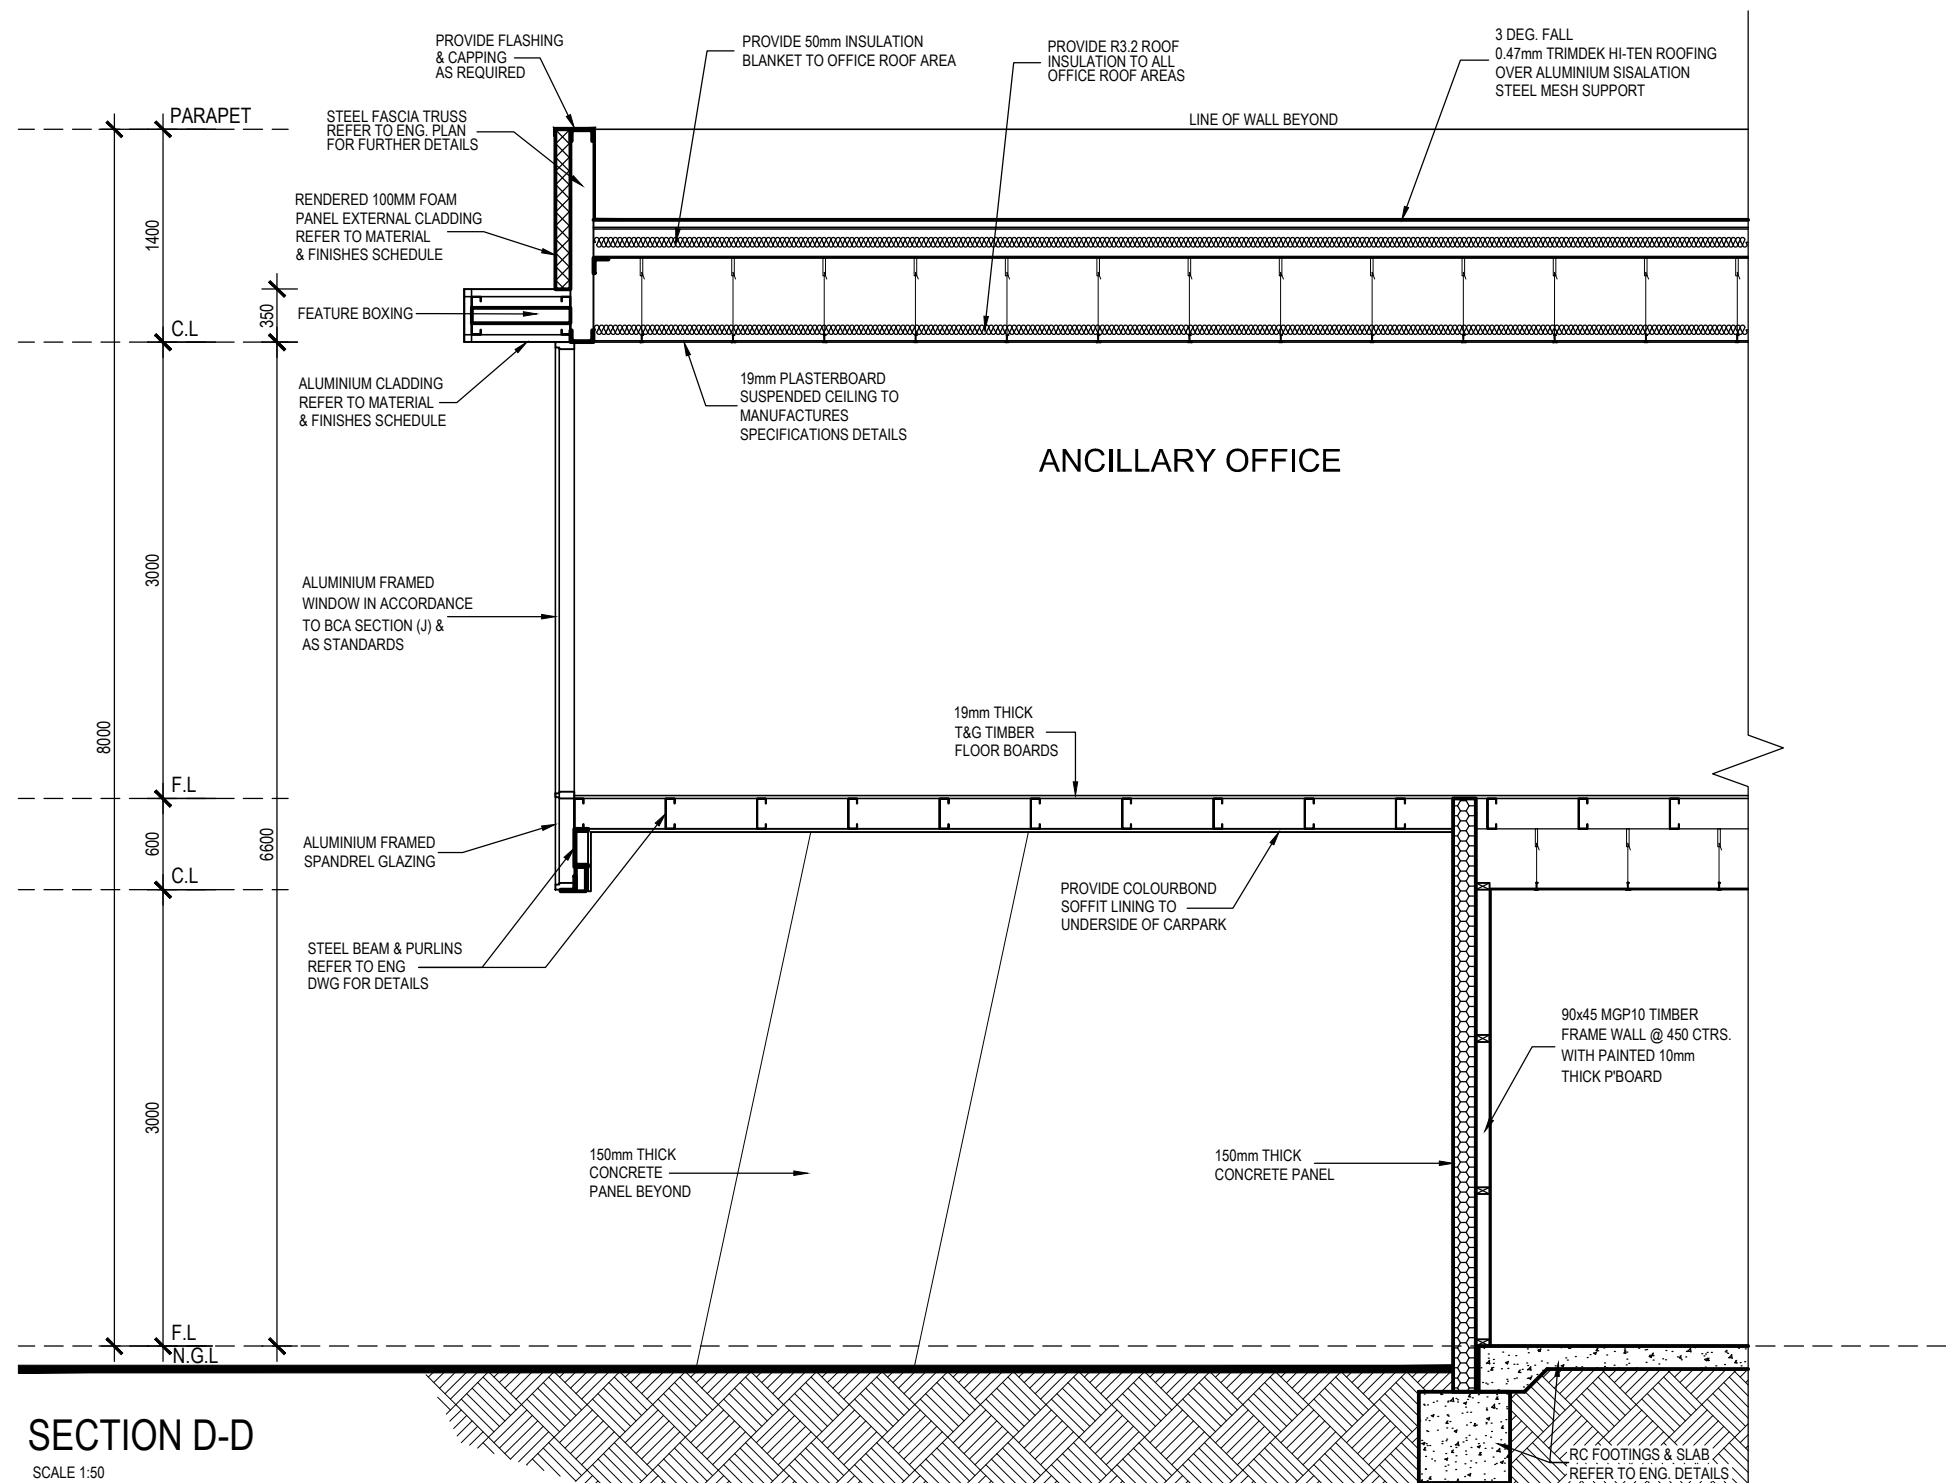 PROVIDE FLASHING
& CAPPING
AS REQUIRED
PROVIDE 50mm INSULATION
BLANKET TO OFFICE ROOF AREA
PROVIDE R3.2 ROOF
INSULATION TO ALL
OFFICE ROOF AREAS
3 DEG. FALL
0.47mm TRIMDEK HI-TEN ROOFING
OVER ALUMINIUM SISALATION
STEEL MESH SUPPORT
PARAPET
STEEL FASCIA TRUSS
REFER TO ENG. PLAN
FOR FURTHER DETAILS
LINE OF WALL BEYOND
RENDERED 100MM FOAM
PANEL EXTERNAL CLADDING
REFER TO MATERIAL
& FINISHES SCHEDULE
1400
350
FEATURE BOXING
C.L
ALUMINIUM CLADDING
REFER TO MATERIAL
& FINISHES SCHEDULE
19mm PLASTERBOARD
SUSPENDED CEILING TO
MANUFACTURES
SPECIFICATIONS DETAILS
ANCILLARY OFFICE
3000
ALUMINIUM FRAMED
WINDOW IN ACCORDANCE
TO BCA SECTION (J) &
AS STANDARDS
8000
19mm THICK
T&G TIMBER
FLOOR BOARDS
F.L
600
6600
ALUMINIUM FRAMED
SPANDREL GLAZING
C.L
PROVIDE COLOURBOND
SOFFIT LINING TO
UNDERSIDE OF CARPARK
STEEL BEAM & PURLINS
REFER TO ENG
DWG FOR DETAILS
90x45 MGP10 TIMBER
FRAME WALL @ 450 CTRS.
WITH PAINTED 10mm
THICK P'BOARD
3000
150mm THICK
CONCRETE
PANEL BEYOND
150mm THICK
CONCRETE PANEL
F.L
N.G.L
SECTION D-D
SCALE 1:50
RC FOOTINGS & SLAB
REFER TO ENG. DETAILS